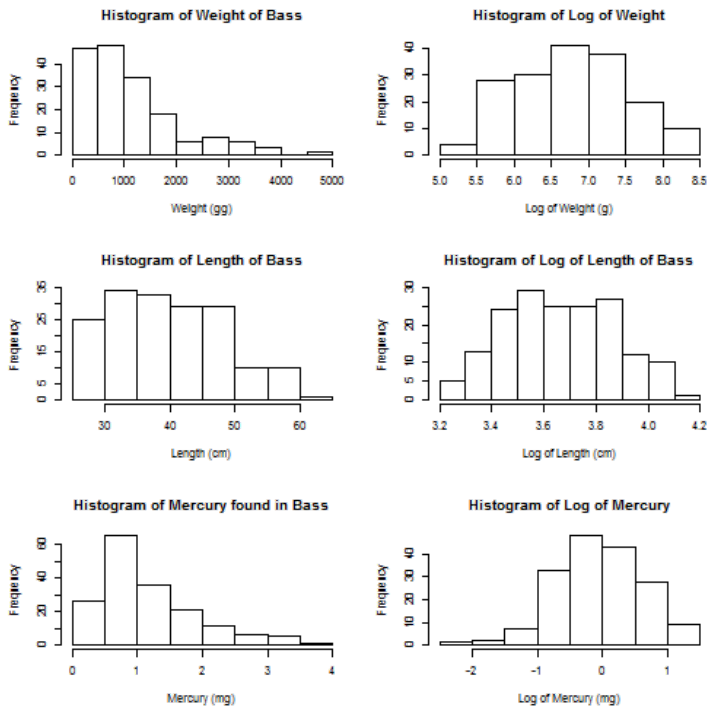 Histogram of Weight of Bass
Frequency
0 10 20 30 40
0 1000 2000 3000 4000 5000
Weight (gg)
Histogram of Log of Weight
Frequency
0 10 20 30 40
5.0 5.5 6.0 6.5 7.0 7.5 8.0 8.5
Log of Weight (g)
Histogram of Length of Bass
Frequency
5 15 25 35
30 40 50 60
Length (cm)
Histogram of Log of Length of Bass
Frequency
0 5 10 20 30
3.2 3.4 3.6 3.8 4.0 4.2
Log of Length (cm)
Histogram of Mercury found in Bass
Frequency
0 20 40 60
0 1 2 3 4
Mercury (mg)
Histogram of Log of Mercury
Frequency
0 10 20 30 40
-2 -1 0 1
Log of Mercury (mg)